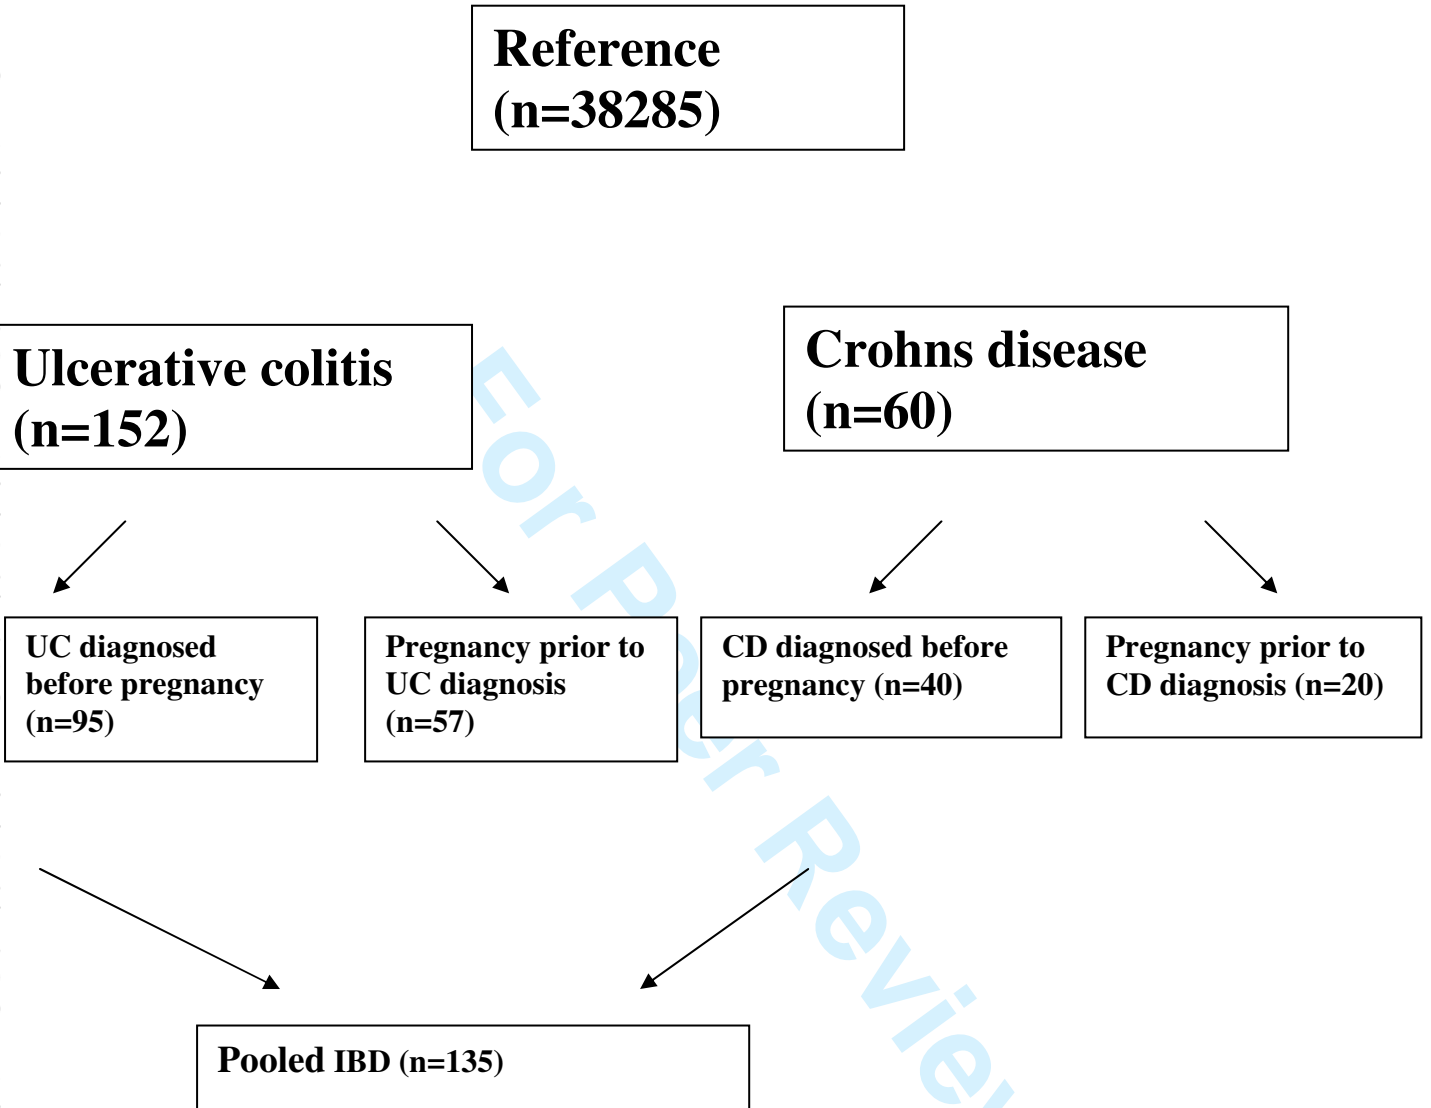 Reference
(n=38285)
Ulcerative colitis
(n=152)
Crohns disease
(n=60)
UC diagnosed
before pregnancy
(n=95)
Pregnancy prior to
UC diagnosis
(n=57)
CD diagnosed before
pregnancy (n=40)
Pregnancy prior to
CD diagnosis (n=20)
Pooled IBD (n=135)
For Peer Review